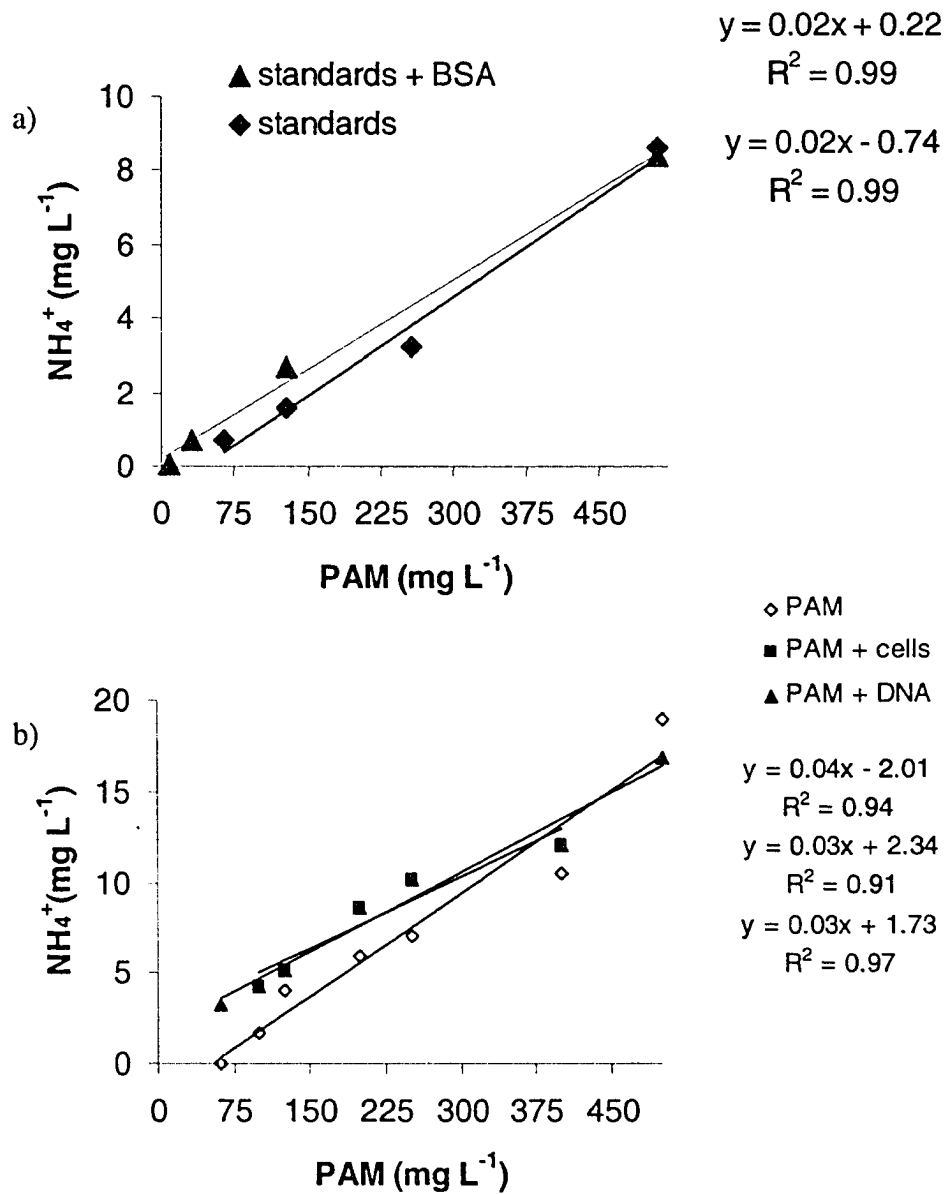 y = 0.02x + 0.22
R² = 0.99
y = 0.02x - 0.74
R² = 0.99
a)
▲ standards + BSA
◆ standards
10
8
6
4
2
0
NH₄⁺ (mg L⁻¹)
0 75 150 225 300 375 450
PAM (mg L⁻¹)
◇ PAM
■ PAM + cells
▲ PAM + DNA
b)
20
15
10
5
0
NH₄⁺(mg L⁻¹)
y = 0.04x - 2.01
R² = 0.94
y = 0.03x + 2.34
R² = 0.91
y = 0.03x + 1.73
R² = 0.97
0 75 150 225 300 375 450
PAM (mg L⁻¹)